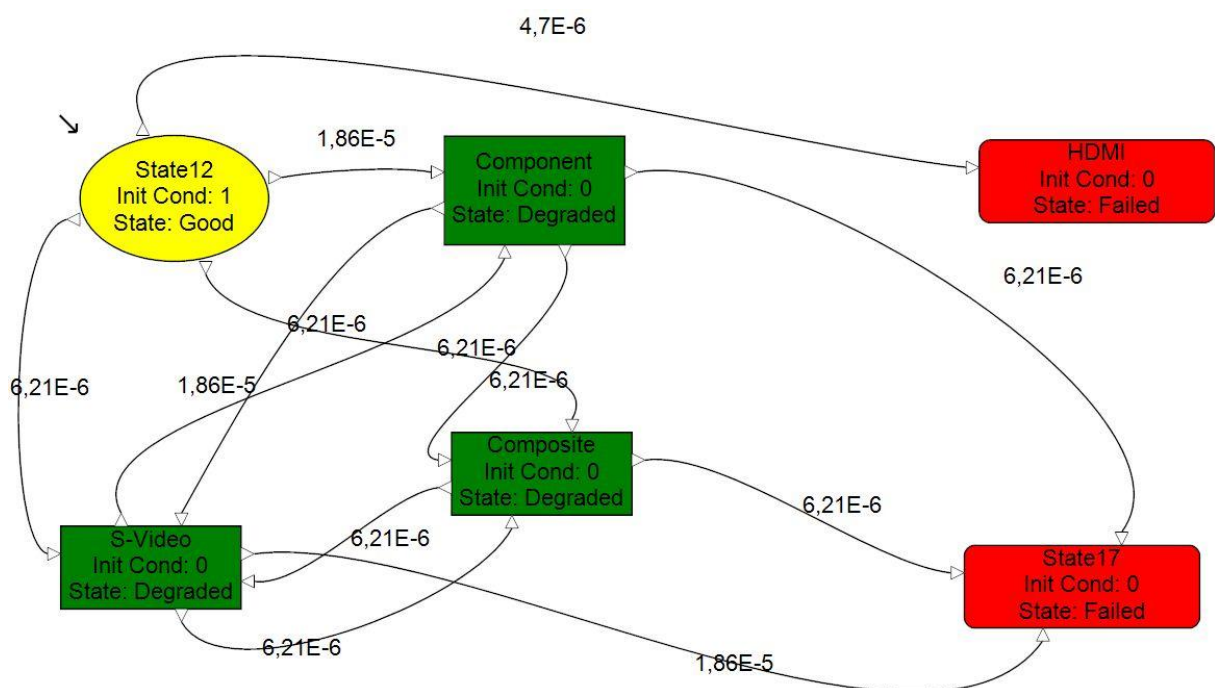 4,7E-6
1,86E-5
State12
Init Cond: 1
State: Good
Component
Init Cond: 0
State: Degraded
HDMI
Init Cond: 0
State: Failed
6,21E-6
6,21E-6
6,21E-6
6,21E-6
1,86E-5
6,21E-6
Composite
Init Cond: 0
State: Degraded
6,21E-6
S-Video
Init Cond: 0
State: Degraded
6,21E-6
State17
Init Cond: 0
State: Failed
6,21E-6
1,86E-5